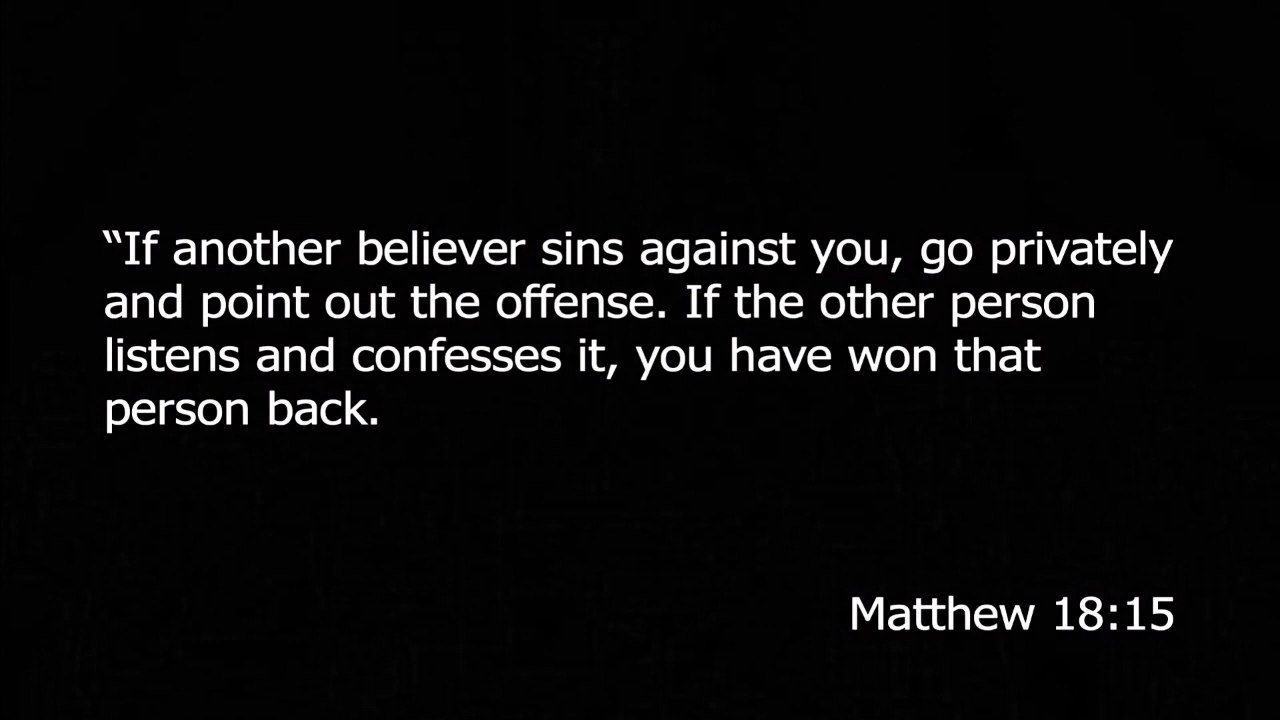 “If another believer sins against you, go privately
and point out the offense. If the other person
listens and confesses it, you have won that
person back.
Matthew 18:15